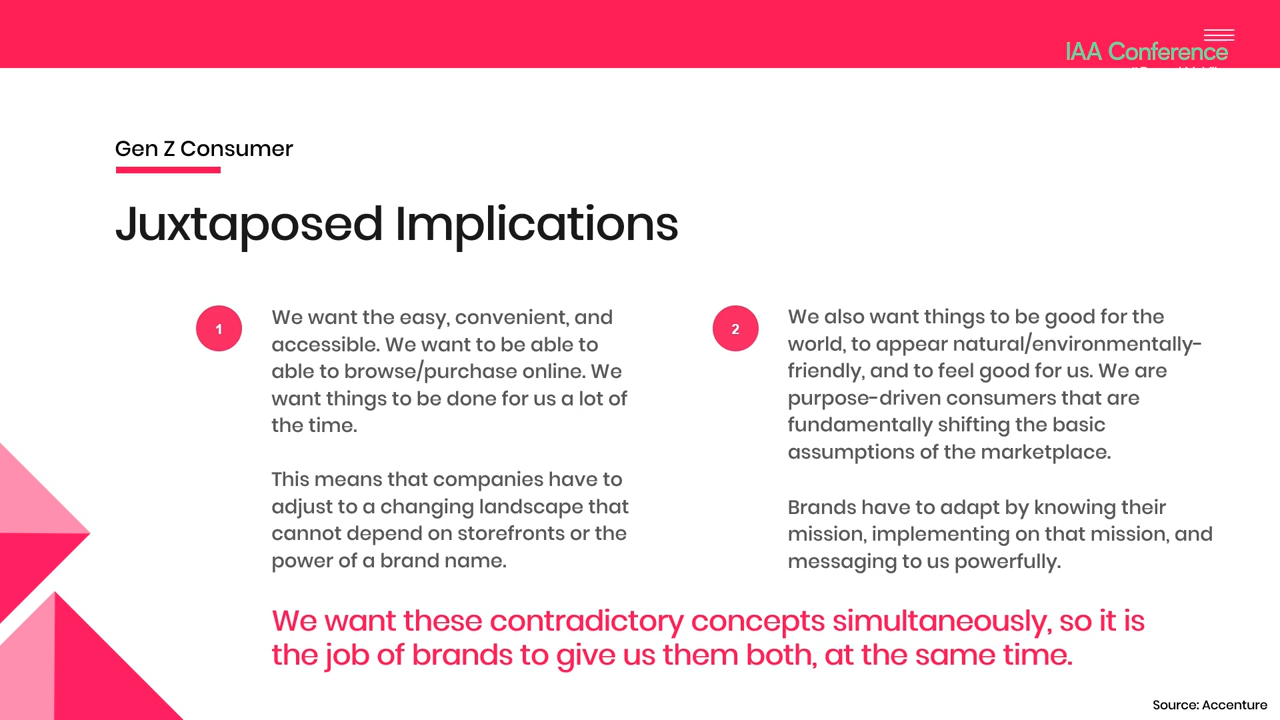 IAA Conference
Gen Z Consumer
Juxtaposed Implications
1
We want the easy, convenient, and
accessible. We want to be able to
able to browse/purchase online. We
want things to be done for us a lot of
the time.
This means that companies have to
adjust to a changing landscape that
cannot depend on storefronts or the
power of a brand name.
2
We also want things to be good for the
world, to appear natural/environmentally-
friendly, and to feel good for us. We are
purpose-driven consumers that are
fundamentally shifting the basic
assumptions of the marketplace.
Brands have to adapt by knowing their
mission, implementing on that mission, and
messaging to us powerfully.
We want these contradictory concepts simultaneously, so it is
the job of brands to give us them both, at the same time.
Source: Accenture